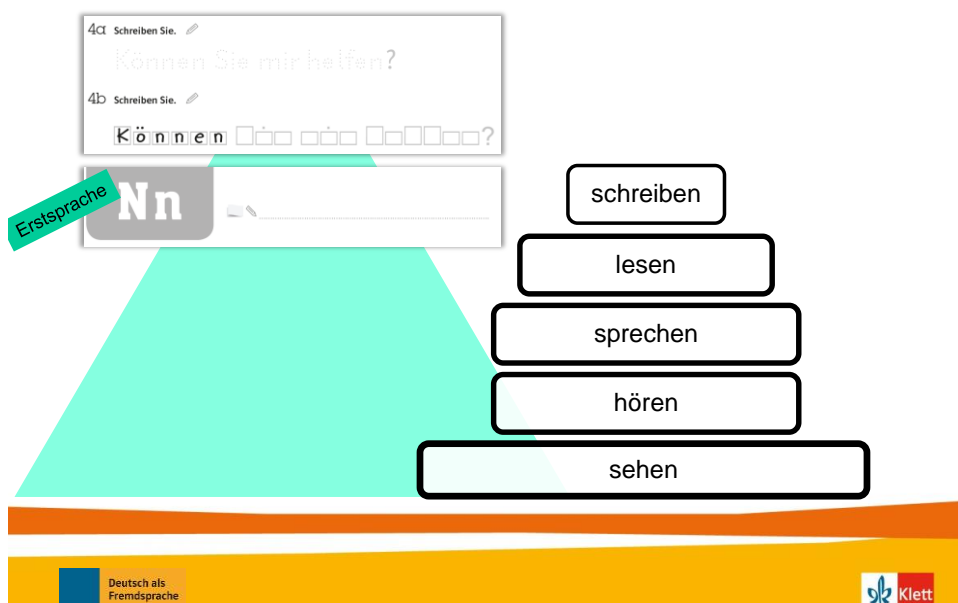 4a Schreiben Sie.
Können Sie mir helfen?
4b Schreiben Sie.
Können ?
Erstsprache
Nn
schreiben
lesen
sprechen
hören
sehen
Deutsch als
Fremdsprache
Klett